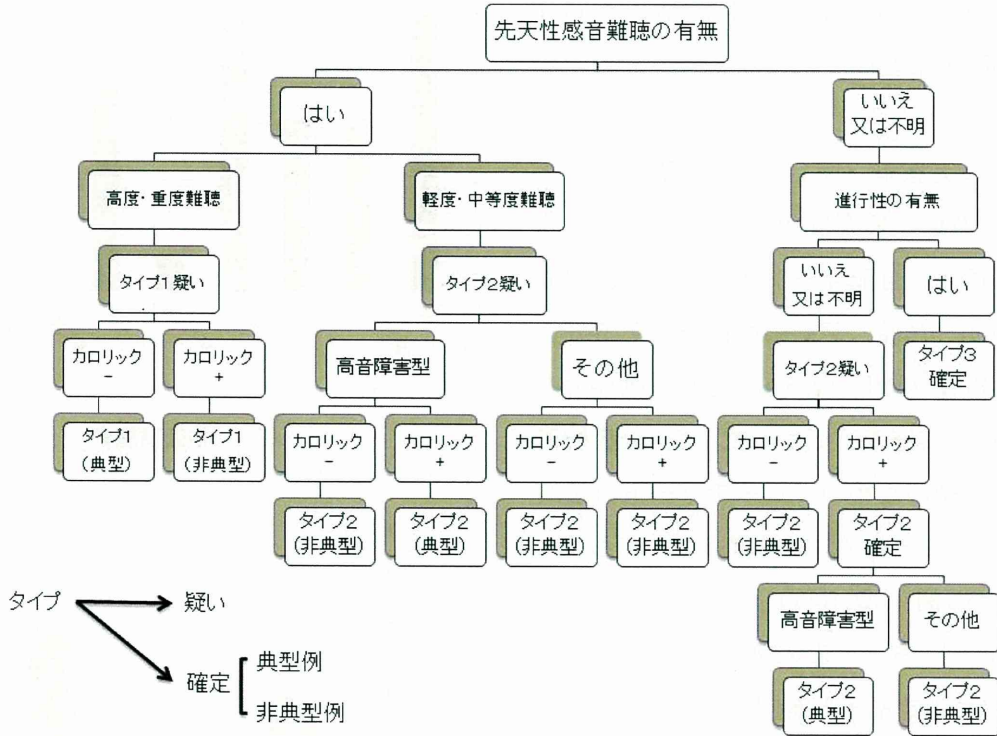 先天性感音難聴の有無
はい
いいえ
又は不明
高度・重度難聴
軽度・中等度難聴
進行性の有無
タイプ1疑い
タイプ2疑い
いいえ
又は不明
はい
カロリック
-
カロリック
+
高音障害型
その他
タイプ2疑い
タイプ3
確定
タイプ1
(典型)
タイプ1
(非典型)
カロリック
-
カロリック
+
カロリック
-
カロリック
+
カロリック
-
カロリック
+
タイプ2
(非典型)
タイプ2
(典型)
タイプ2
(非典型)
タイプ2
(非典型)
タイプ2
(非典型)
タイプ2
確定
高音障害型
その他
タイプ2
(典型)
タイプ2
(非典型)
タイプ
疑い
確定
典型例
非典型例